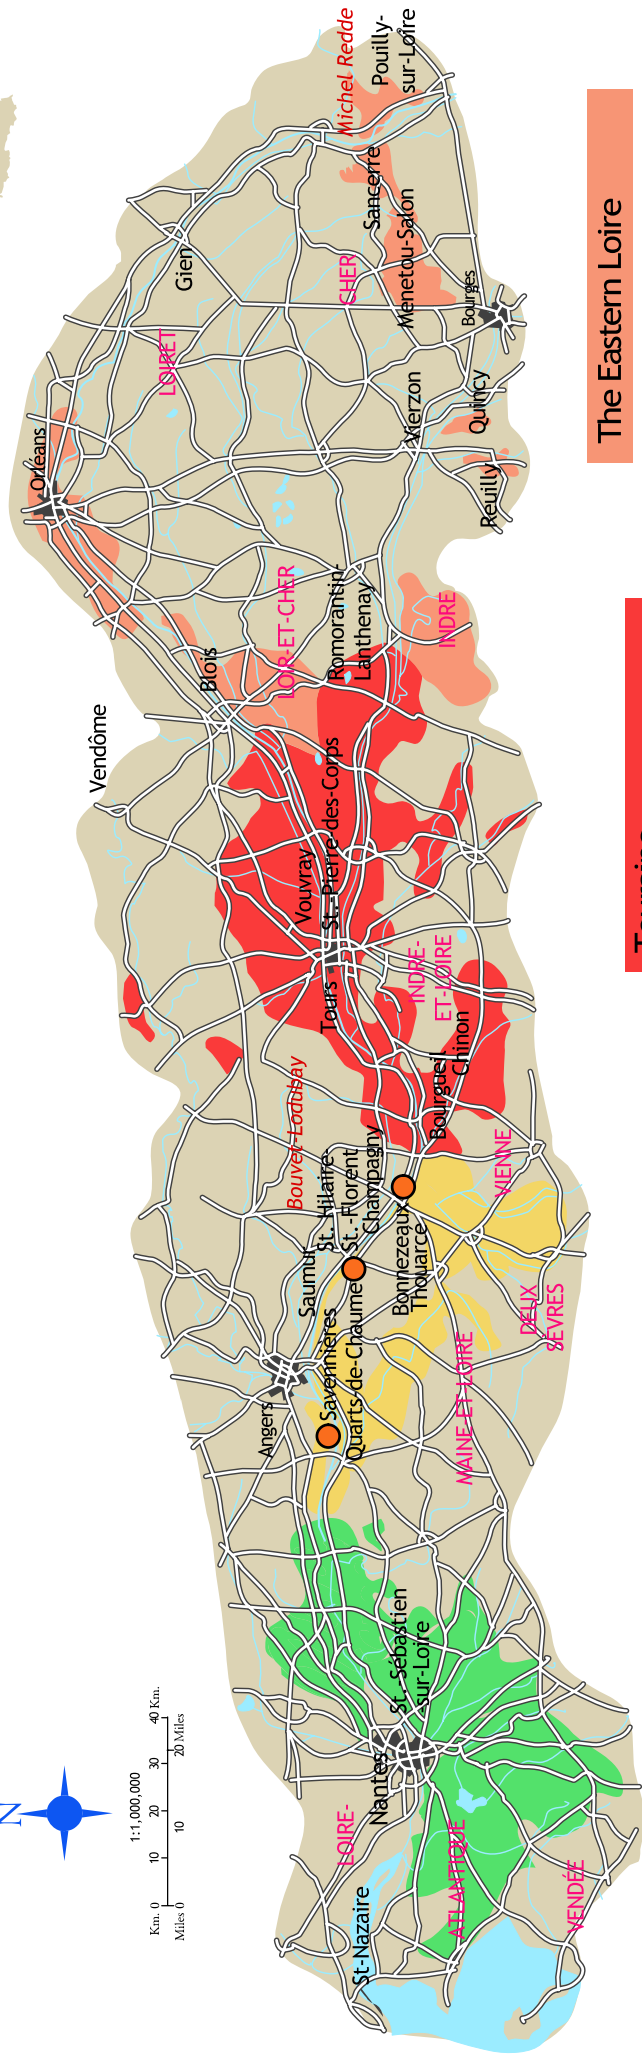 N
1:1,000,000
Km. 0 10 20 30 40 Km.
Miles 0 10 20 Miles
St-Nazaire
LOIRE-
ATLANTIQUE
VENDÉE
Nantes
St.-Sébastien
-sur-Loire
Angers
Savennières
Quarts-de-Chaume
MAINE-ET-LOIRE
Saumur
St.-Hilaire-
St.-Florent
Champagny
Bonnezeaux
Thouarcé
DEUX
SEVRES
VIENNE
Bouvet-Lodubay
Bourgueil
Chinon
INDRE-
ET-LOIRE
Tours
St.-Pierre-des-Corps
Vouvray
Vendôme
Blois
LOIR-ET-CHER
Romorantin-
Lanthenay
INDRE
Orléans
LOIRET
Gien
Reuilly
Quincy
Vierzon
Bourges
CHER
Menetou-Salon
Sancerre
Michel Redde
Pouilly-
sur-Loire
The Eastern Loire